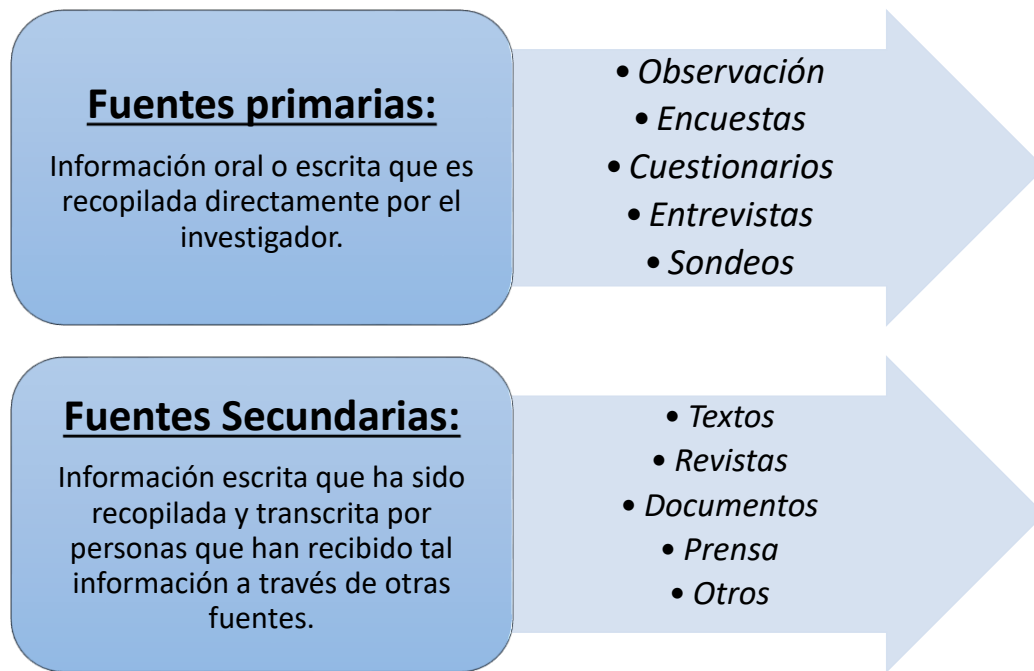 Fuentes primarias:
Información oral o escrita que es
recopilada directamente por el
investigador.
• Observación
• Encuestas
• Cuestionarios
• Entrevistas
• Sondeos
Fuentes Secundarias:
Información escrita que ha sido
recopilada y transcrita por
personas que han recibido tal
información a través de otras
fuentes.
• Textos
• Revistas
• Documentos
• Prensa
• Otros